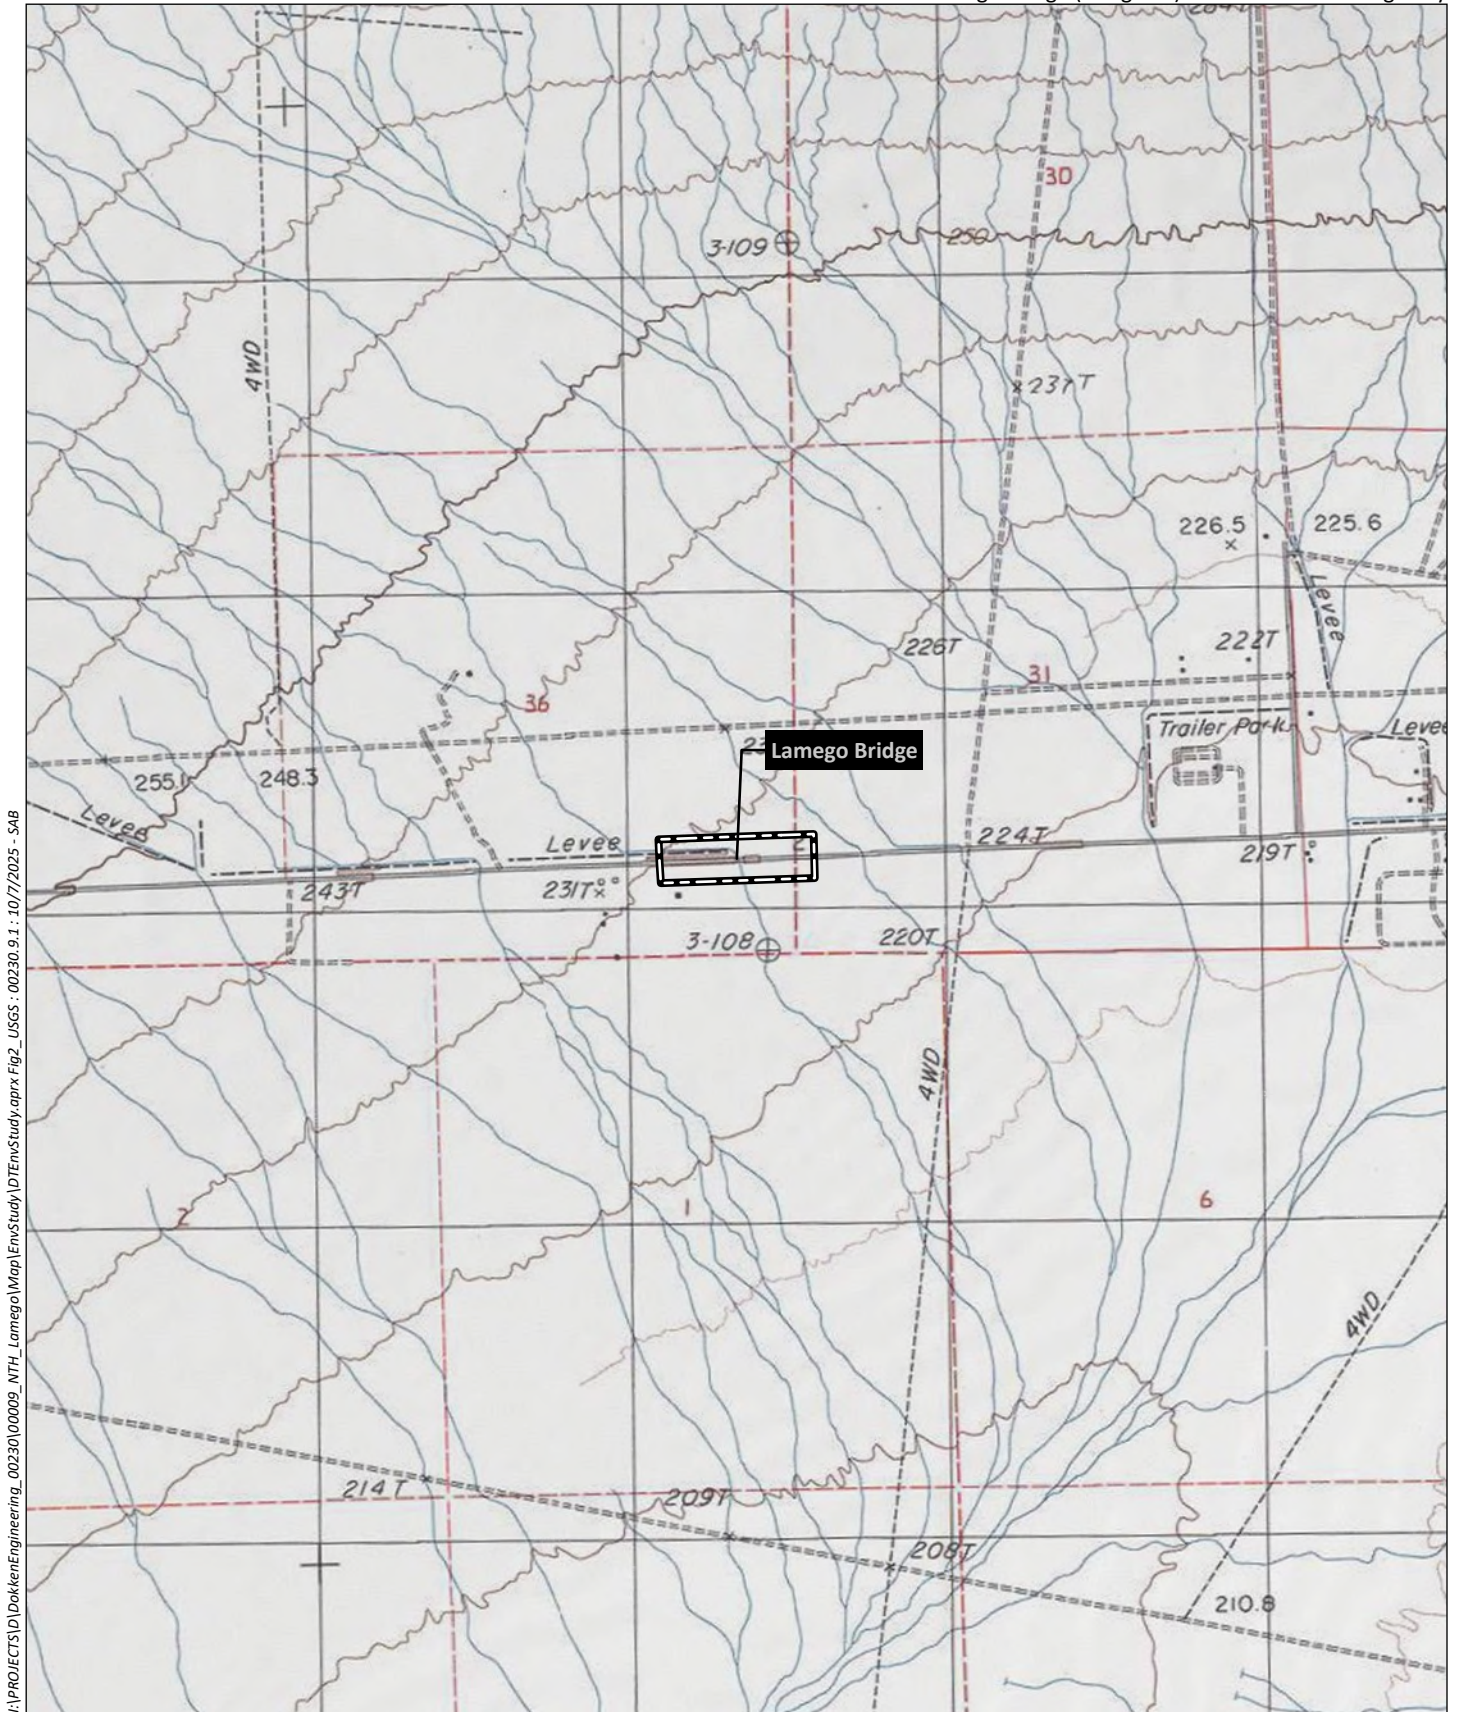 30
3-109
250
4WD
237T
226.5
225.6
Levee
222T
226T
31
36
Trailer Park
Levee
Lamego Bridge
248.3
Levee
Levee
224T
219T
243T
231T
3-108
220T
4WD
2
1
6
4WD
214T
209T
208T
210.8
I:\PROJECTS\D\DokkenEngineering_00230\00009_NTH_Lamego\Map\EnvStudy\DTEnvStudy.aprx Fig2_USGS : 00230.9.1 : 10/7/2025 - SAB